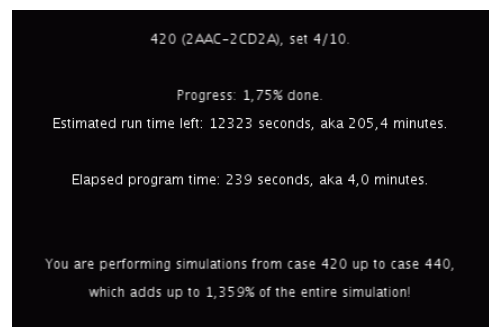 420 (2AAC-2CD2A), set 4/10.
Progress: 1,75% done.
Estimated run time left: 12323 seconds, aka 205,4 minutes.
Elapsed program time: 239 seconds, aka 4,0 minutes.
You are performing simulations from case 420 up to case 440,
which adds up to 1,359% of the entire simulation!